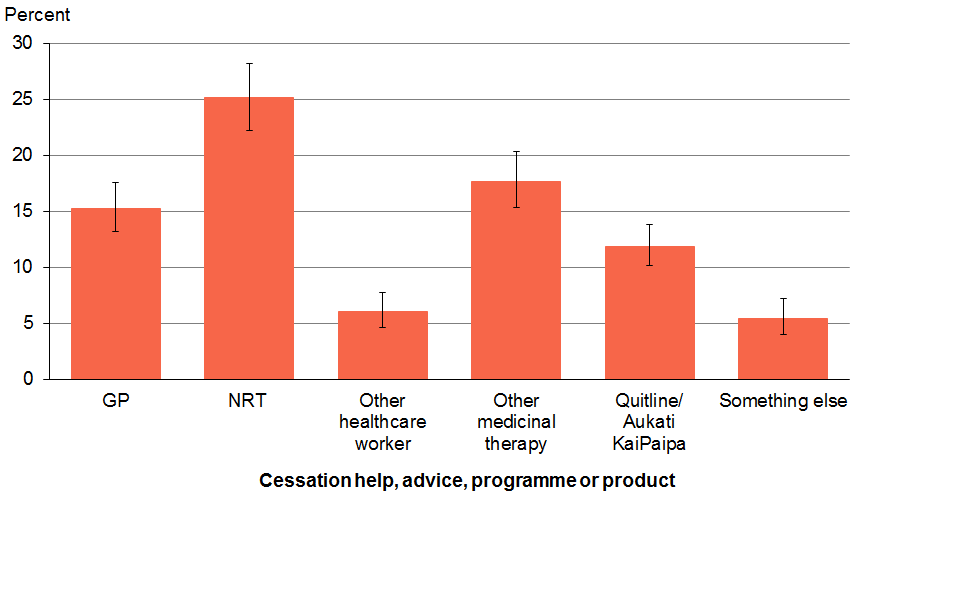 Percent
30
25
20
15
10
5
0
GP
NRT
Other
healthcare
worker
Other
medicinal
therapy
Quitline/
Aukati
KaiPaipa
Something else
Cessation help, advice, programme or product